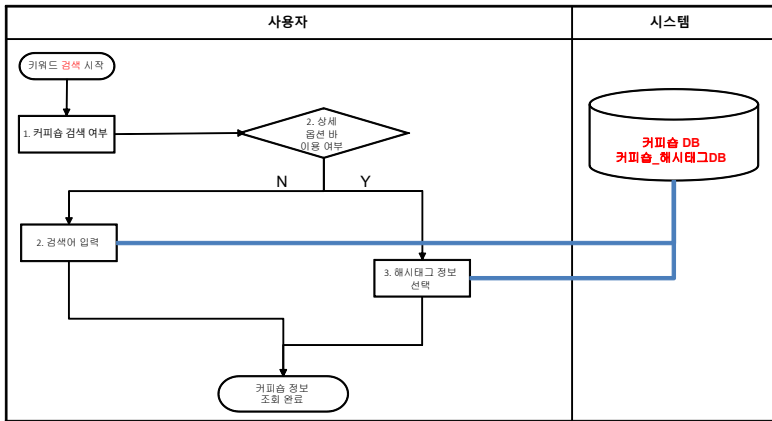 사용자
시스템
키워드 검색 시작
1. 커피숍 검색 여부
2. 상세
옵션 바
이용 여부
커피숍 DB
커피숍_해시태그DB
N
Y
2. 검색어 입력
3. 해시태그 정보
선택
커피숍 정보
조회 완료